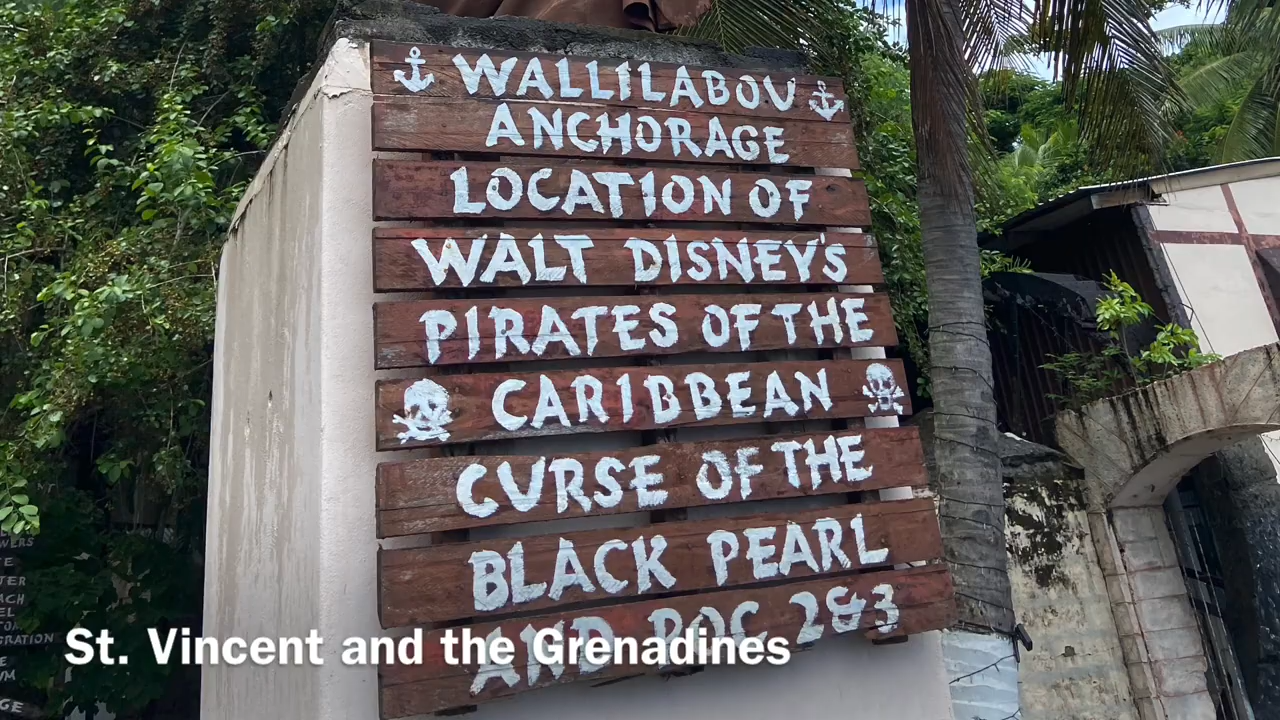 WALLILABOU
ANCHORAGE
LOCATION OF
WALT DISNEY'S
PIRATES OF THE
CARIBBEAN
CURSE OF THE
BLACK PEARL
AND POC 2&3
St. Vincent and the Grenadines